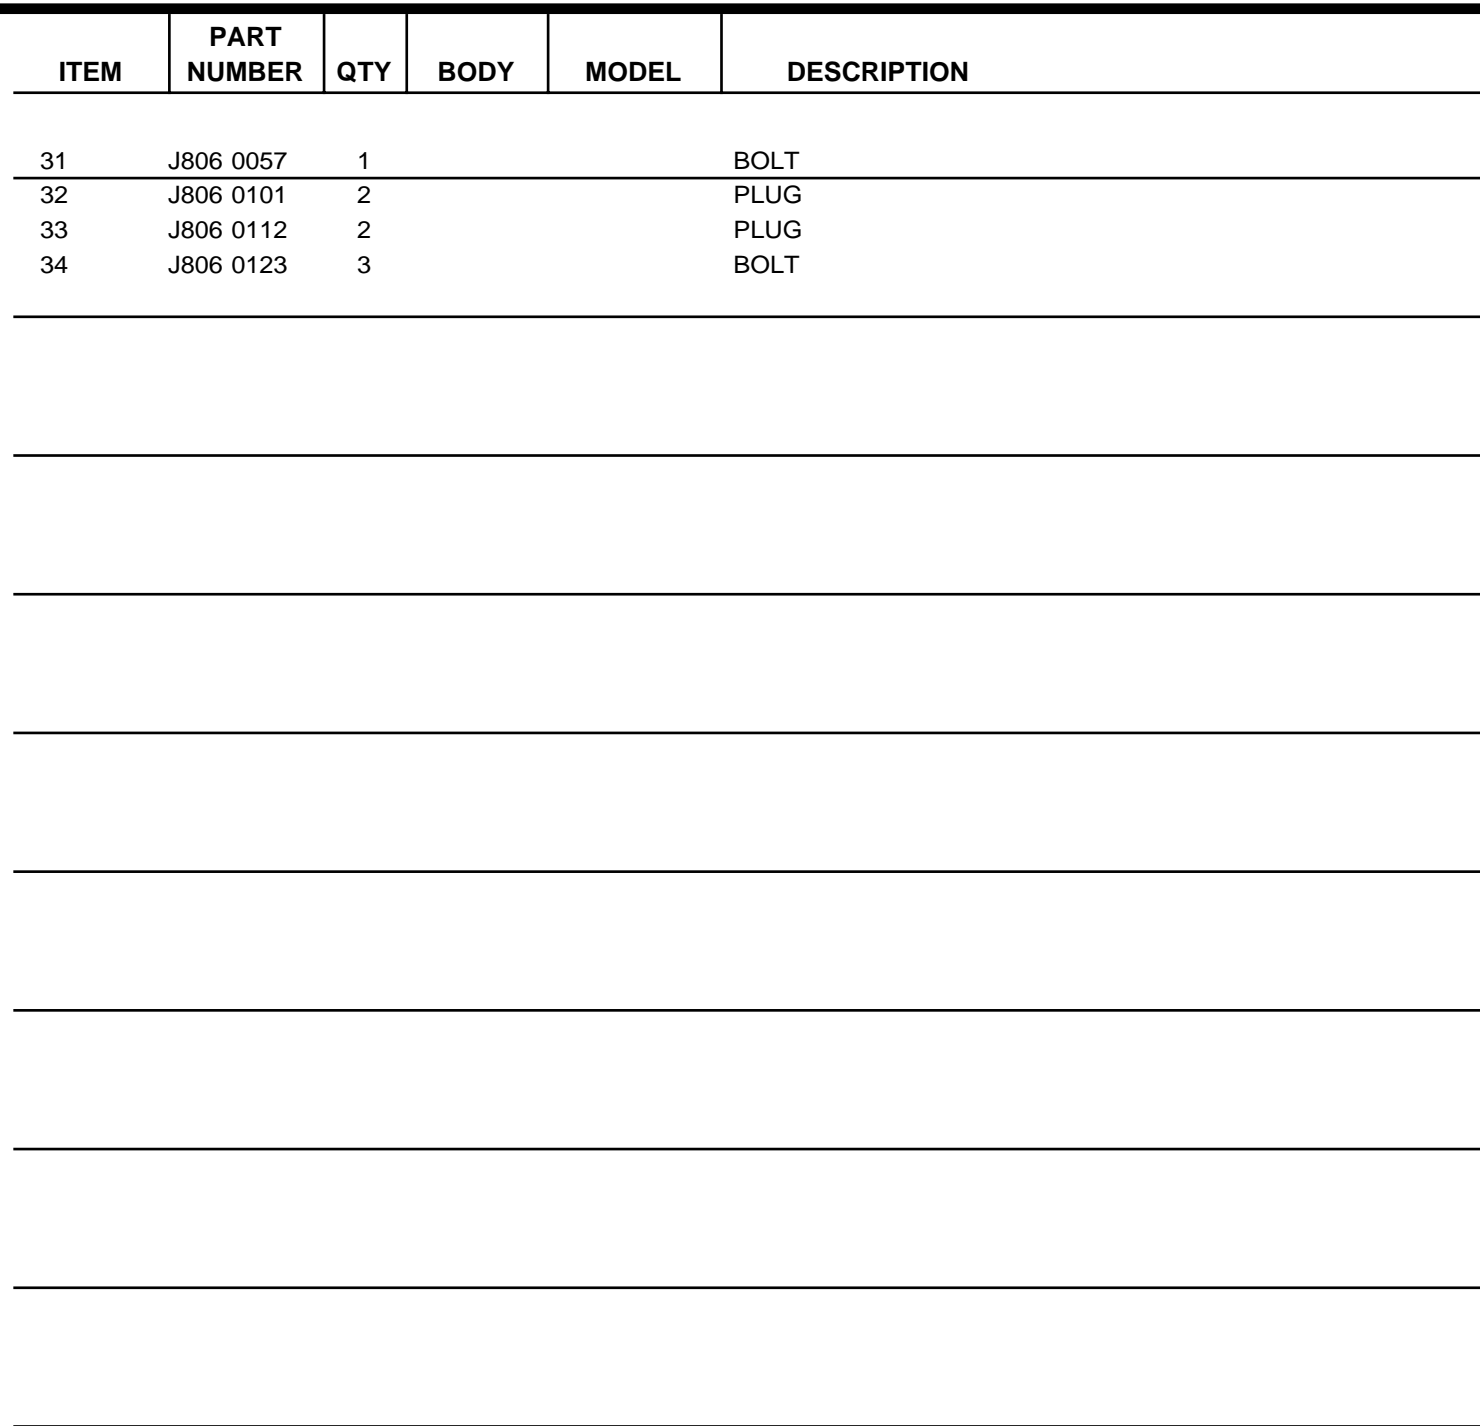 PART
ITEM NUMBER QTY BODY MODEL DESCRIPTION
31 J806 0057 1 BOLT
32 J806 0101 2 PLUG
33 J806 0112 2 PLUG
34 J806 0123 3 BOLT